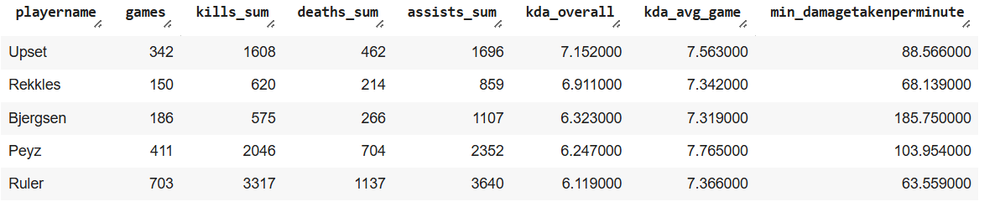 playername games kills_sum deaths_sum assists_sum kda_overall kda_avg_game min_damagetakenperminute
Upset 342 1608 462 1696 7.152000 7.563000 88.566000
Rekkles 150 620 214 859 6.911000 7.342000 68.139000
Bjergsen 186 575 266 1107 6.323000 7.319000 185.750000
Peyz 411 2046 704 2352 6.247000 7.765000 103.954000
Ruler 703 3317 1137 3640 6.119000 7.366000 63.559000